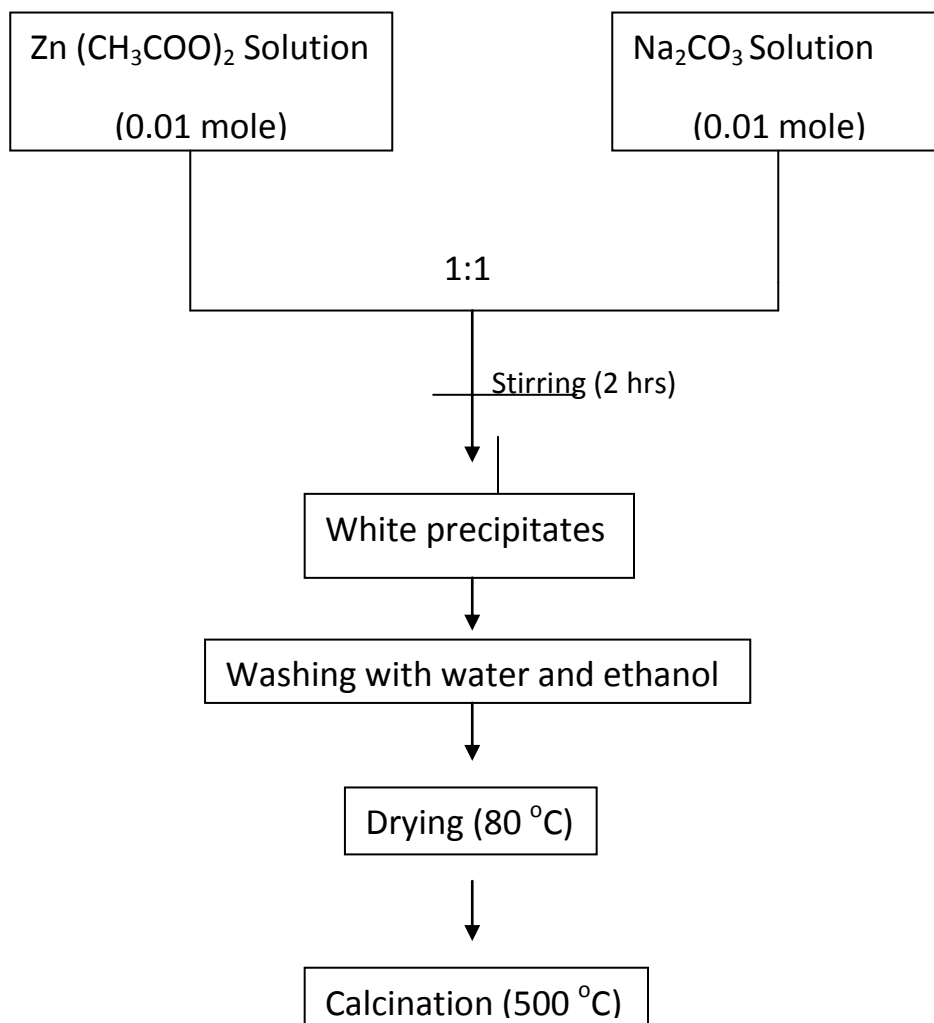 Zn (CH₃COO)₂ Solution
(0.01 mole)
Na₂CO₃ Solution
(0.01 mole)
1:1
Stirring (2 hrs)
White precipitates
Washing with water and ethanol
Drying (80 °C)
Calcination (500 °C)